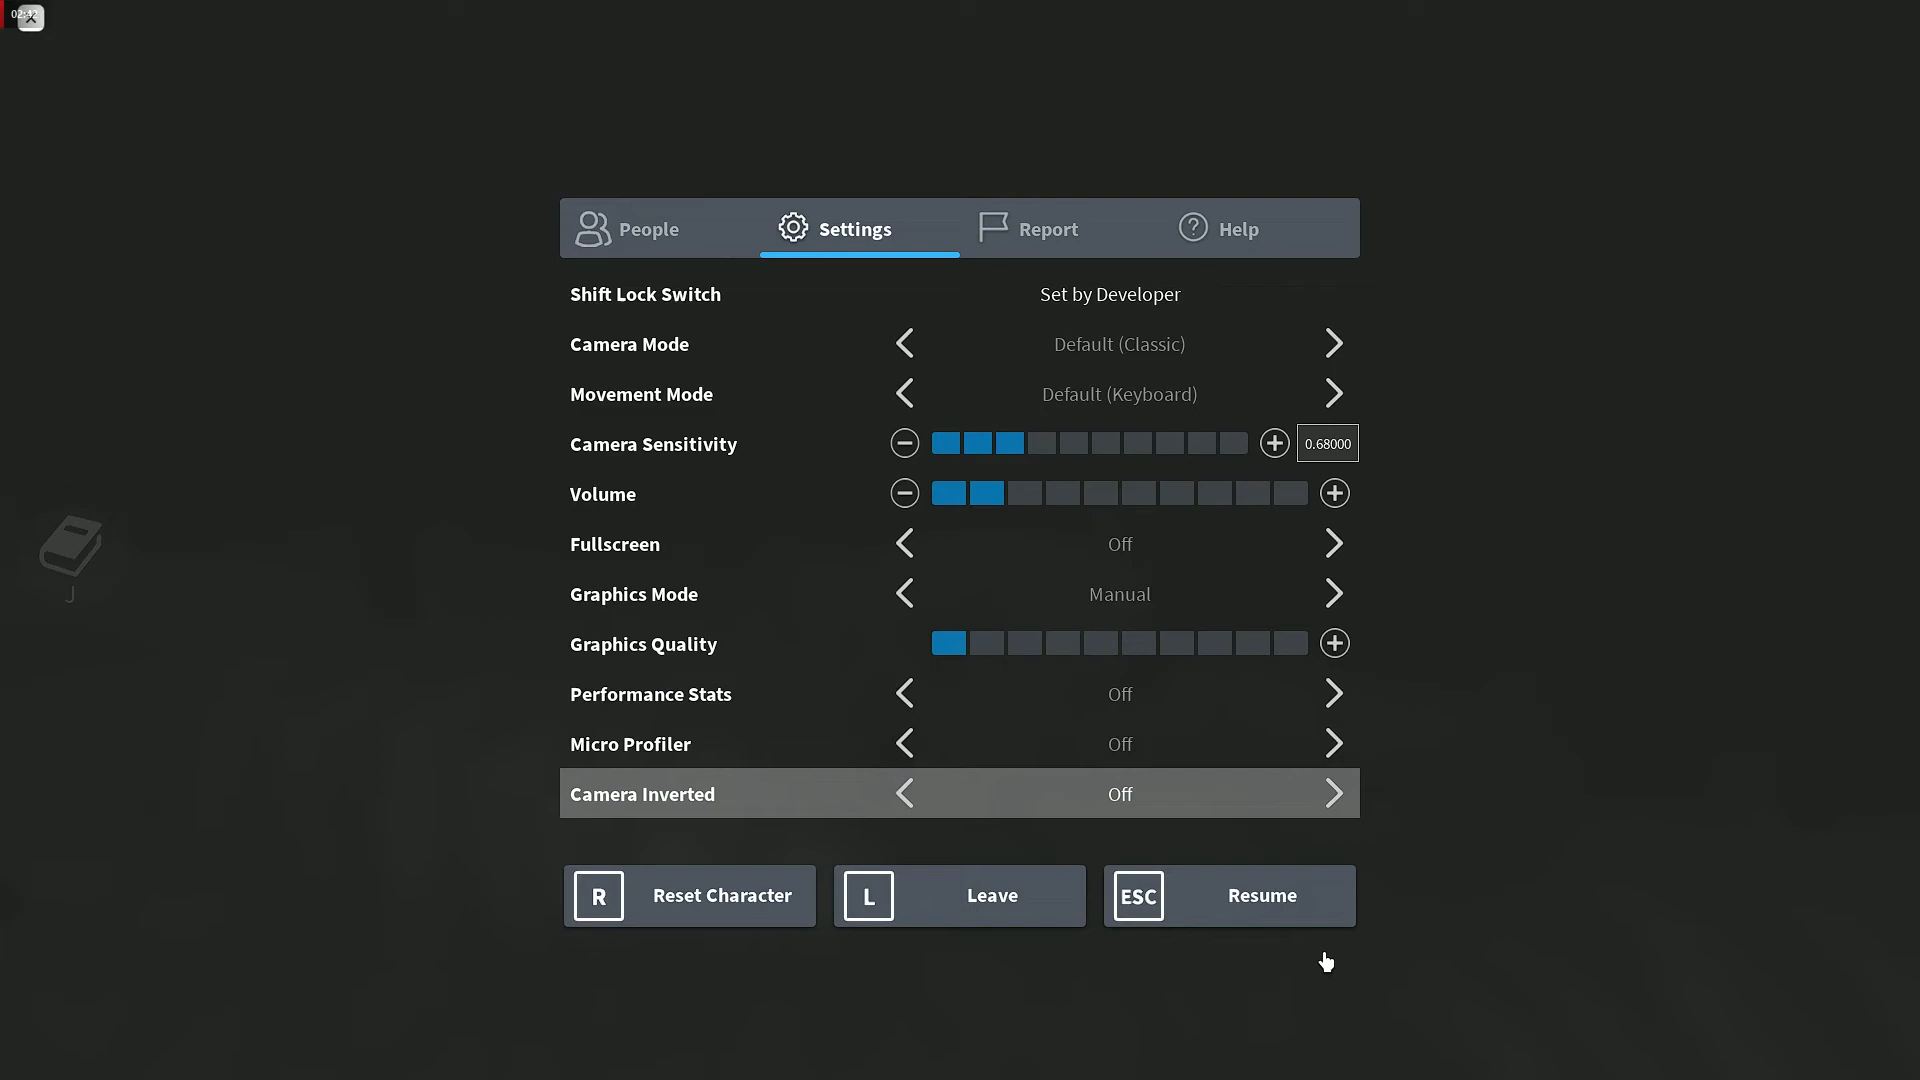 02:42
People
Settings
Report
Help
Shift Lock Switch Set by Developer
Camera Mode Default (Classic)
Movement Mode Default (Keyboard)
Camera Sensitivity 0.68000
Volume
Fullscreen Off
Graphics Mode Manual
Graphics Quality
Performance Stats Off
Micro Profiler Off
Camera Inverted Off
J
R Reset Character
L Leave
ESC Resume